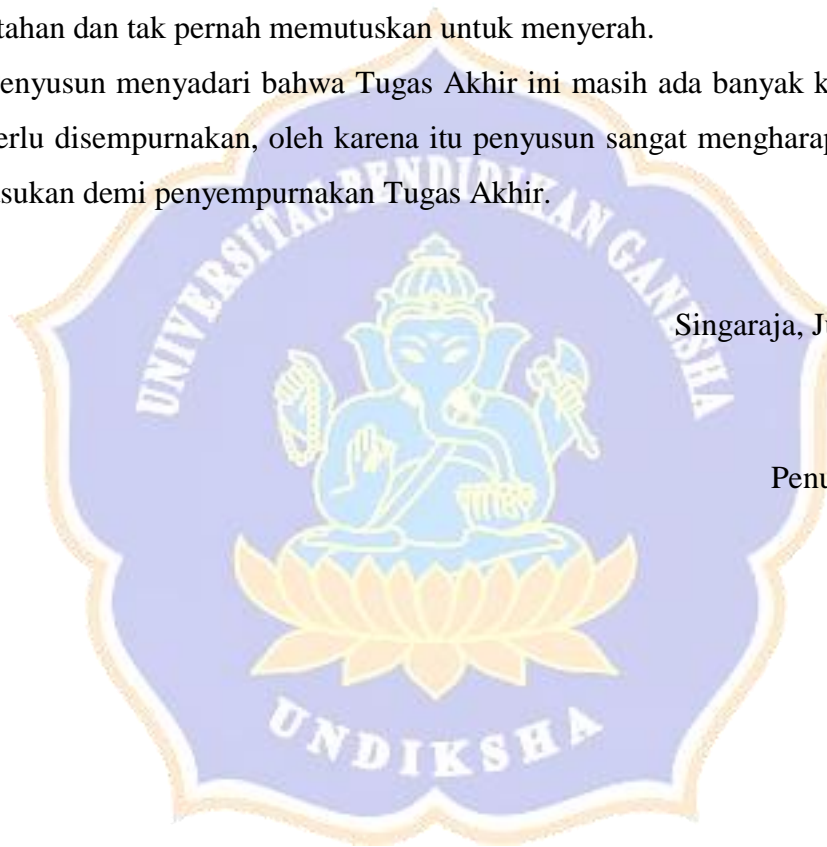 tahan dan tak pernah memutuskan untuk menyerah.
enyusun menyadari bahwa Tugas Akhir ini masih ada banyak k
erlu disempurnakan, oleh karena itu penyusun sangat mengharap
sukan demi penyempurnakan Tugas Akhir.
UNIVERSITAS PENDIDIKAN GANESHA
Singaraja, Ju
Penu
UNDIKSHA